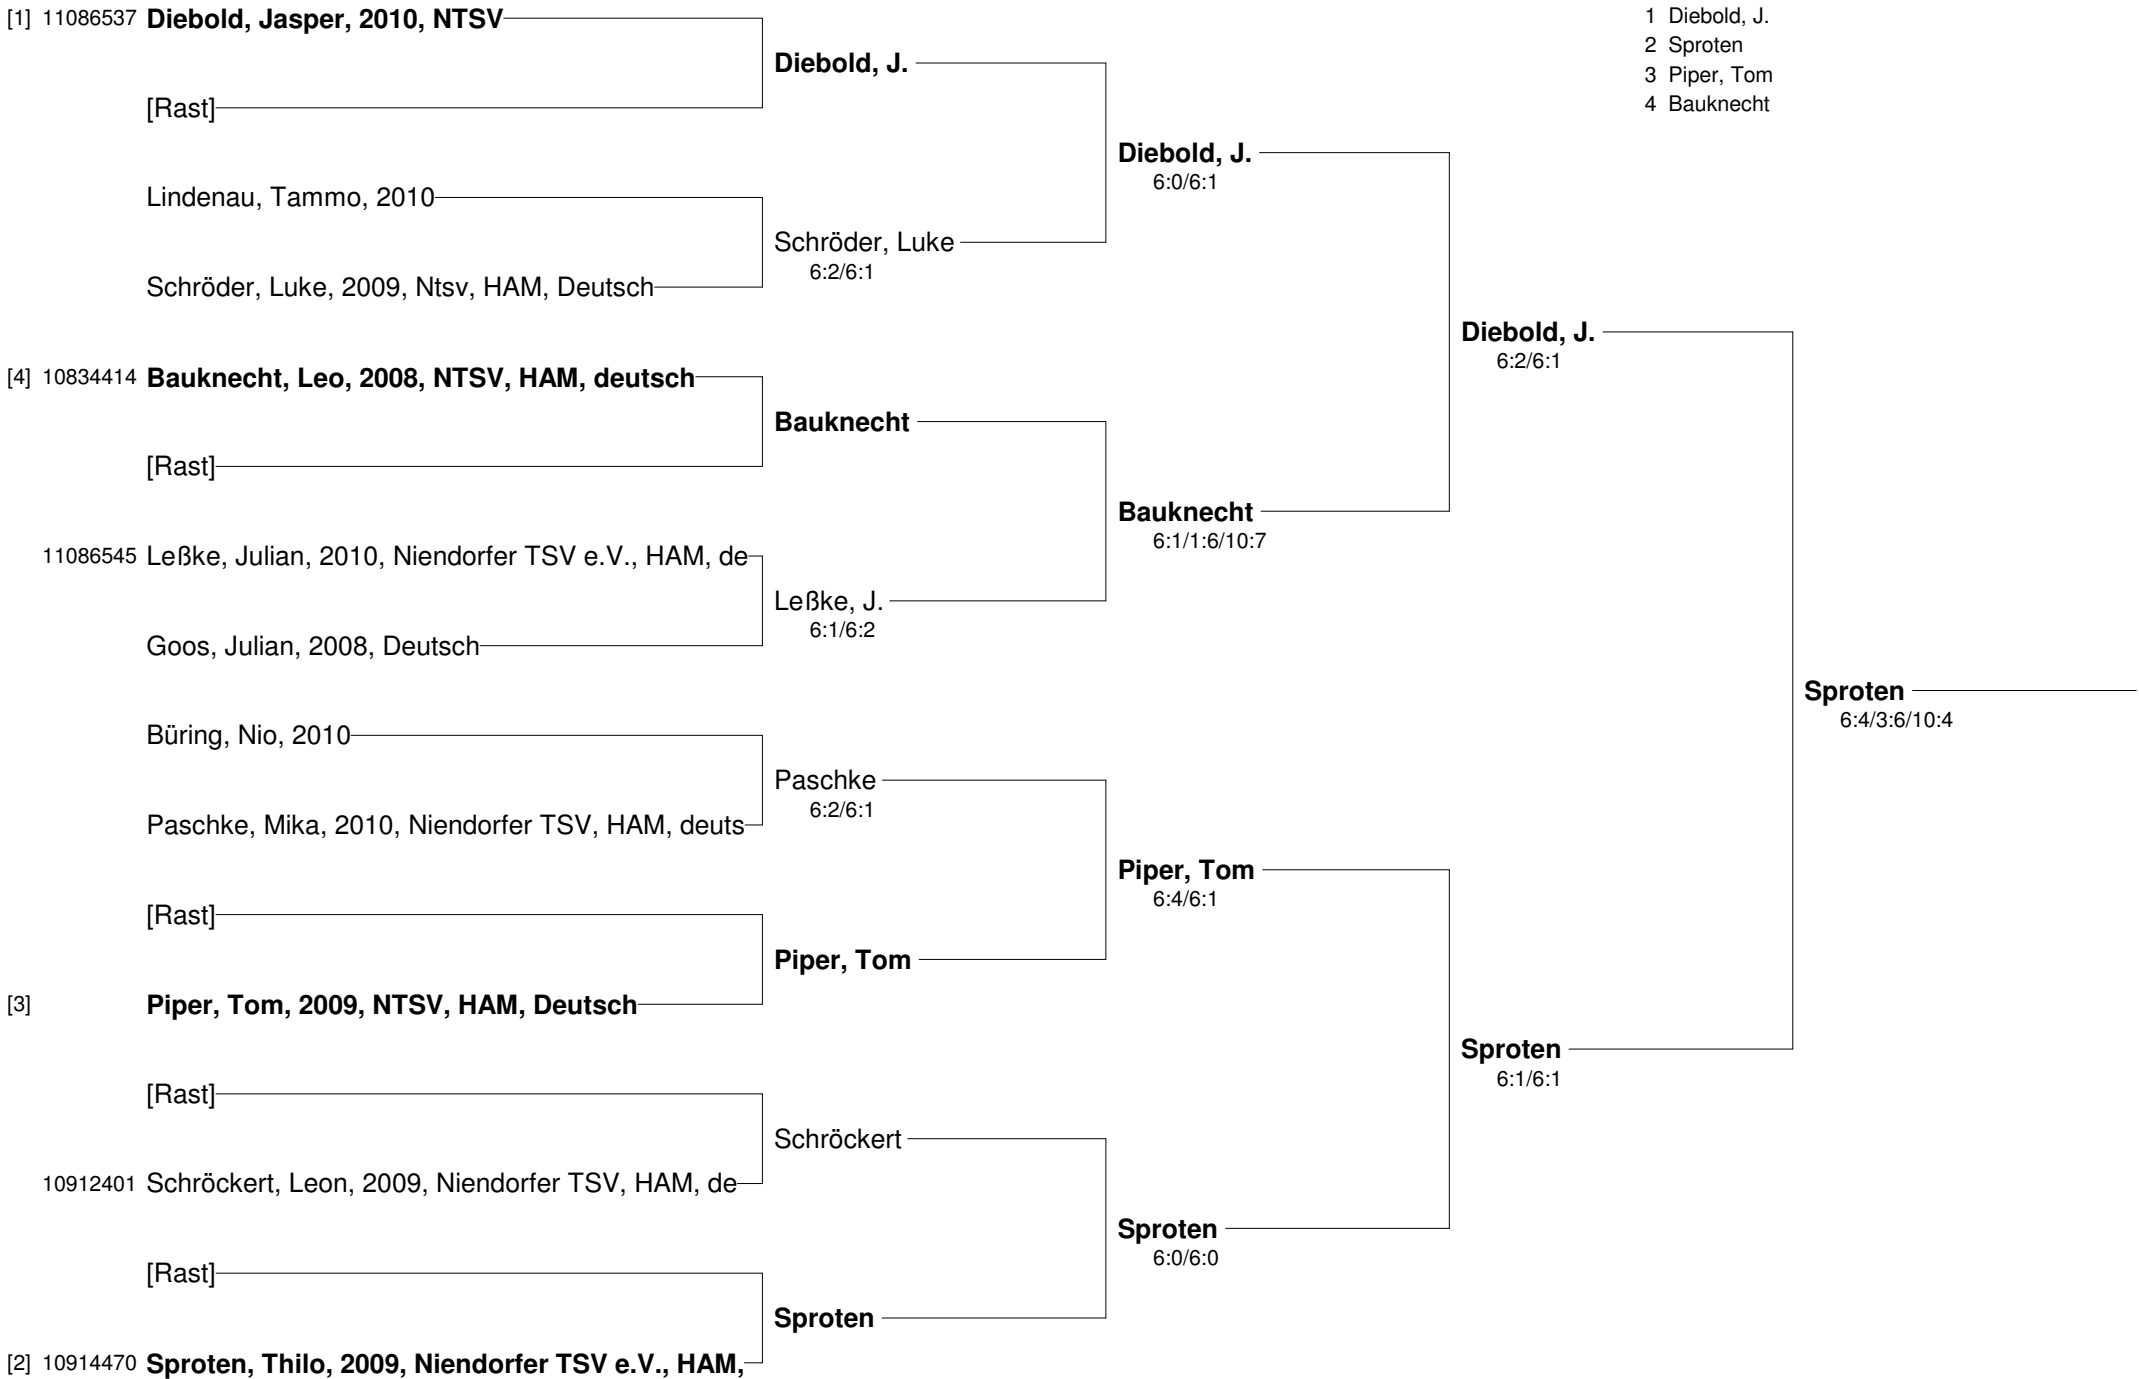 [1] 11086537 Diebold, Jasper, 2010, NTSV
[Rast]
Lindenau, Tammo, 2010
Schröder, Luke, 2009, Ntsv, HAM, Deutsch
[4] 10834414 Bauknecht, Leo, 2008, NTSV, HAM, deutsch
[Rast]
11086545 Leßke, Julian, 2010, Niendorfer TSV e.V., HAM, de
Goos, Julian, 2008, Deutsch
Büring, Nio, 2010
Paschke, Mika, 2010, Niendorfer TSV, HAM, deuts
[Rast]
[3] Piper, Tom, 2009, NTSV, HAM, Deutsch
[Rast]
10912401 Schröckert, Leon, 2009, Niendorfer TSV, HAM, de
[Rast]
[2] 10914470 Sproten, Thilo, 2009, Niendorfer TSV e.V., HAM,
Diebold, J.
Schröder, Luke
6:2/6:1
Bauknecht
Leßke, J.
6:1/6:2
Paschke
6:2/6:1
Piper, Tom
Schröckert
Sproten
Diebold, J.
6:0/6:1
Bauknecht
6:1/1:6/10:7
Piper, Tom
6:4/6:1
Sproten
6:0/6:0
Diebold, J.
6:2/6:1
Sproten
6:1/6:1
Sproten
6:4/3:6/10:4
1 Diebold, J.
2 Sproten
3 Piper, Tom
4 Bauknecht